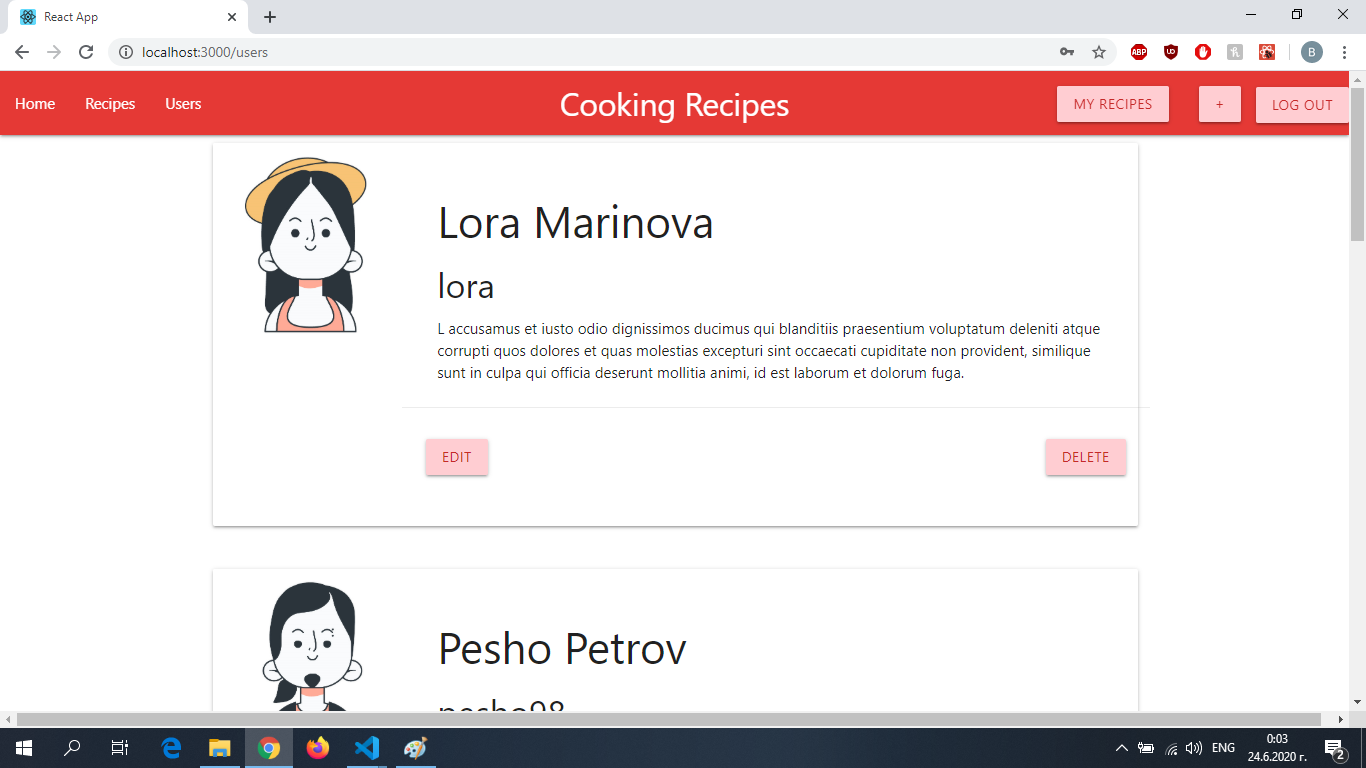 React App
localhost:3000/users
ABP
B
Home
Recipes
Users
Cooking Recipes
MY RECIPES
+
LOG OUT
Lora Marinova
lora
L accusamus et iusto odio dignissimos ducimus qui blanditiis praesentium voluptatum deleniti atque
corrupti quos dolores et quas molestias excepturi sint occaecati cupiditate non provident, similique
sunt in culpa qui officia deserunt mollitia animi, id est laborum et dolorum fuga.
EDIT
DELETE
Pesho Petrov
pesho98
ENG
0:03
24.6.2020 г.
2